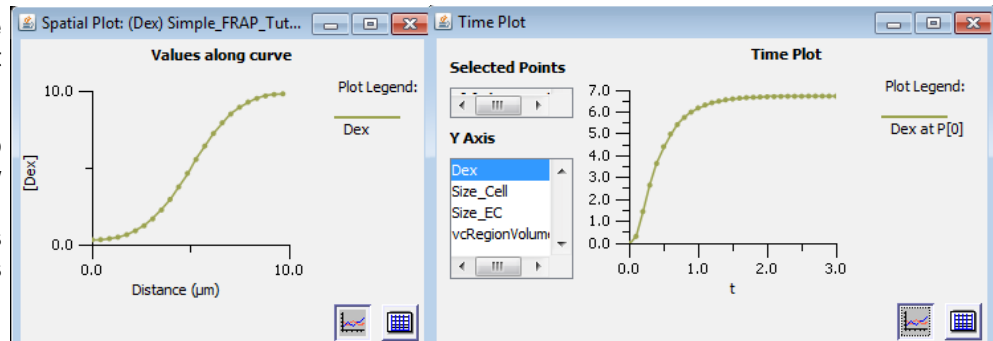 Spatial Plot: (Dex) Simple_FRAP_Tut...
Values along curve
10.0
0.0
[Dex]
0.0
10.0
Distance (µm)
Plot Legend:
Dex
Time Plot
Selected Points
Y Axis
Dex
Size_Cell
Size_EC
vcRegionVolume
Time Plot
7.0
6.0
5.0
4.0
3.0
2.0
1.0
0.0
0.0
1.0
2.0
3.0
t
Plot Legend:
Dex at P[0]